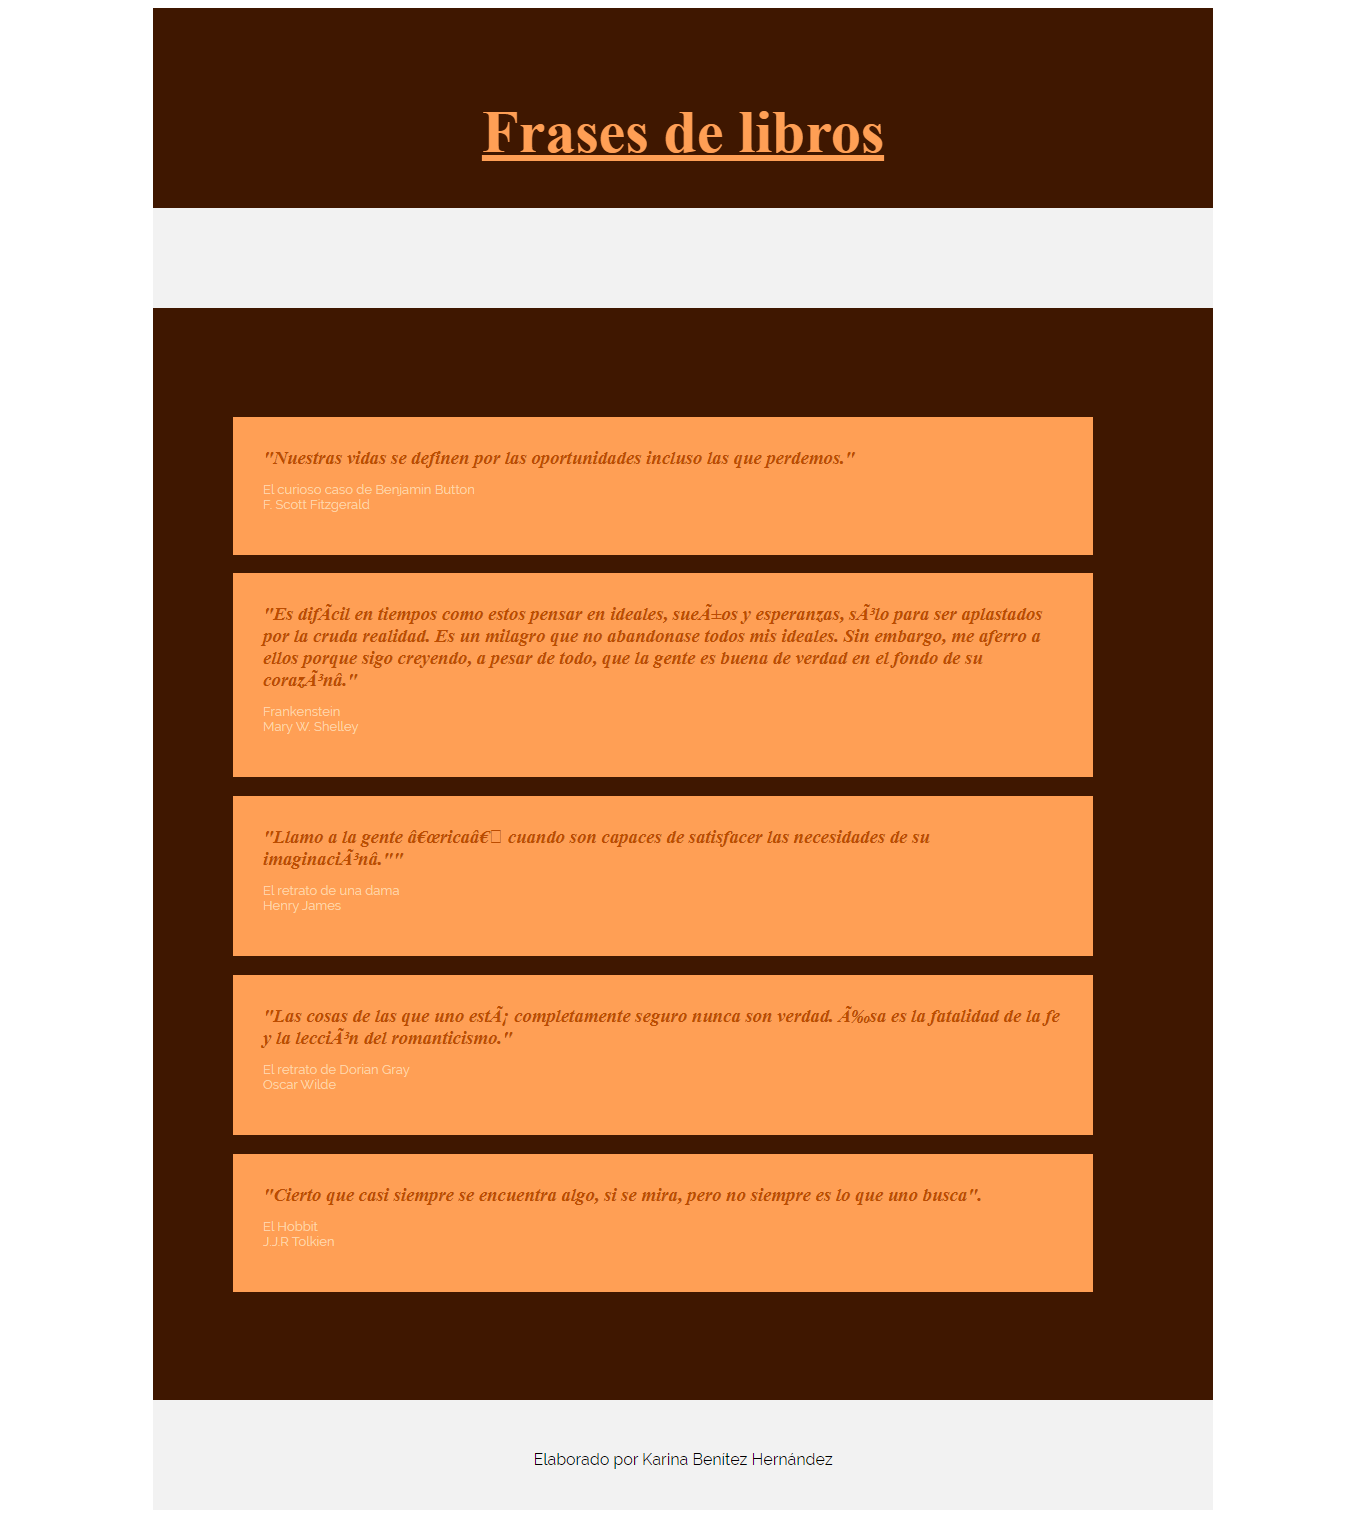 Frases de libros
"Nuestras vidas se definen por las oportunidades incluso las que perdemos."
El curioso caso de Benjamin Button
F. Scott Fitzgerald
"Es difÃcil en tiempos como estos pensar en ideales, sueÃ±os y esperanzas, sÃ³lo para ser aplastados
por la cruda realidad. Es un milagro que no abandonase todos mis ideales. Sin embargo, me aferro a
ellos porque sigo creyendo, a pesar de todo, que la gente es buena de verdad en el fondo de su
corazÃ³nâ."
Frankenstein
Mary W. Shelley
"Llamo a la gente â€œricaâ€□ cuando son capaces de satisfacer las necesidades de su
imaginaciÃ³nâ.""
El retrato de una dama
Henry James
"Las cosas de las que uno estÃ¡ completamente seguro nunca son verdad. Ã‰sa es la fatalidad de la fe
y la lecciÃ³n del romanticismo."
El retrato de Dorian Gray
Oscar Wilde
"Cierto que casi siempre se encuentra algo, si se mira, pero no siempre es lo que uno busca".
El Hobbit
J.J.R Tolkien
Elaborado por Karina Benítez Hernández